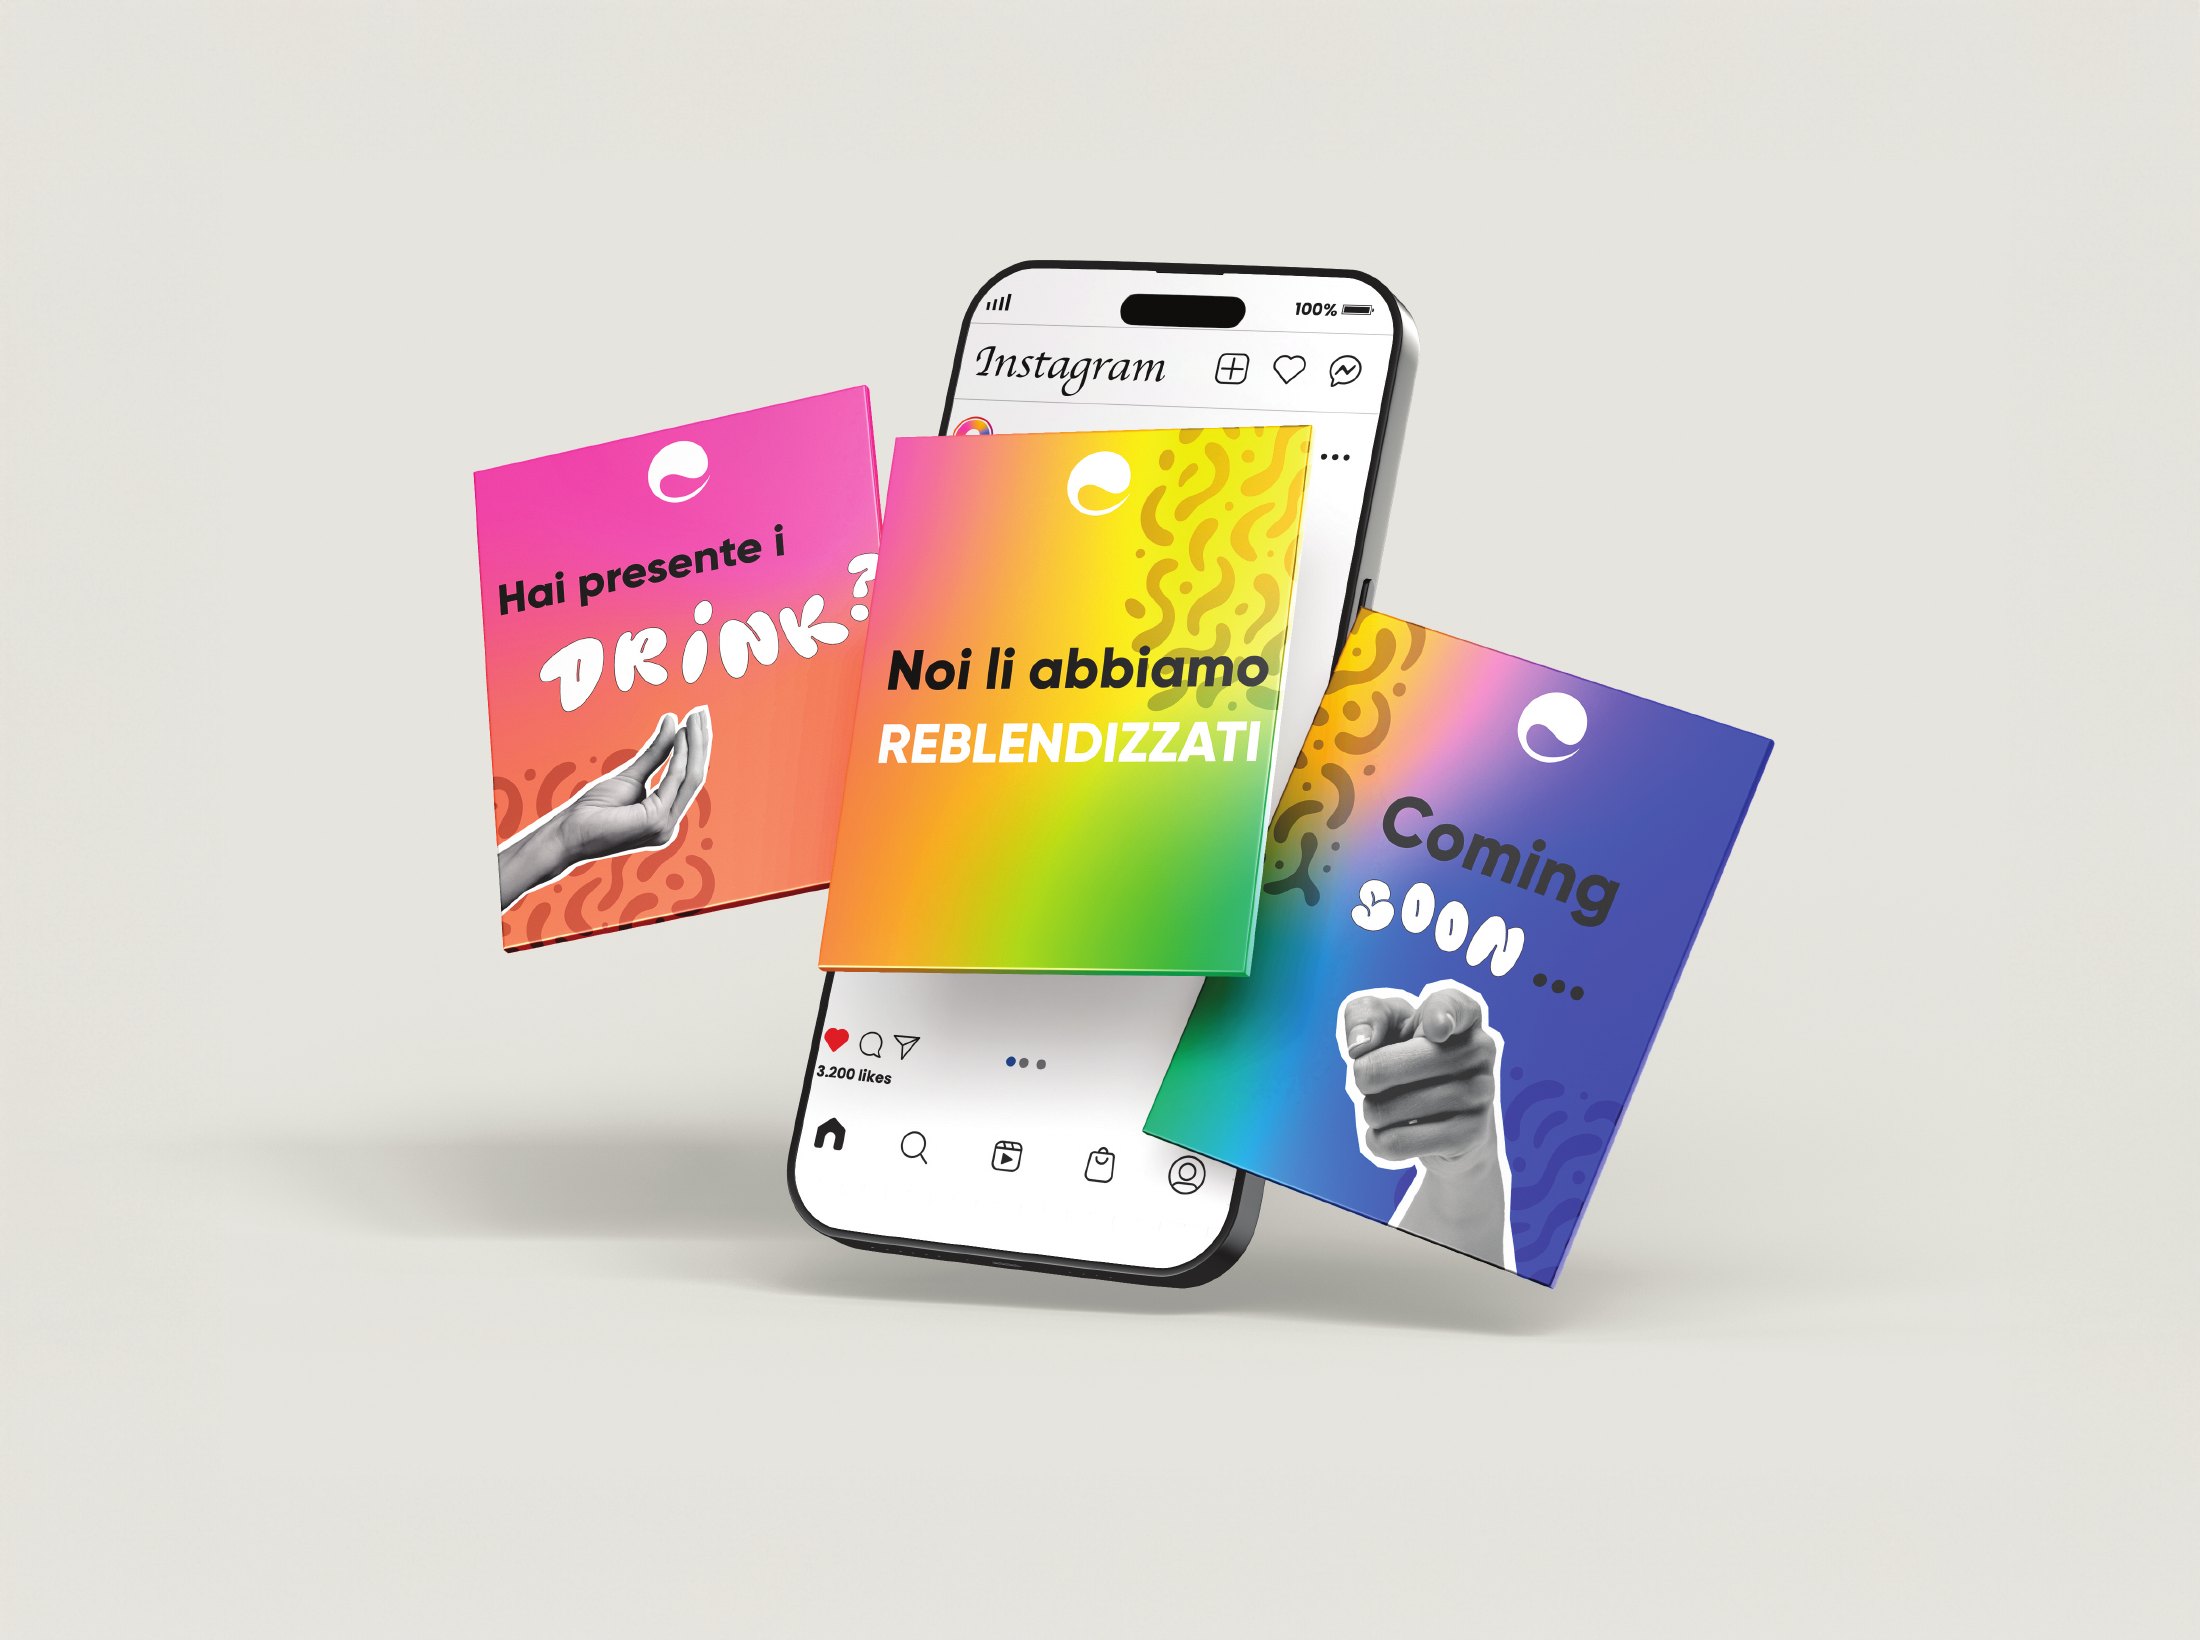 100%
Instagram
Hai presente i
DRiNK?
Noi li abbiamo
REBLENDIZZATI
Coming
SOON...
3.200 likes